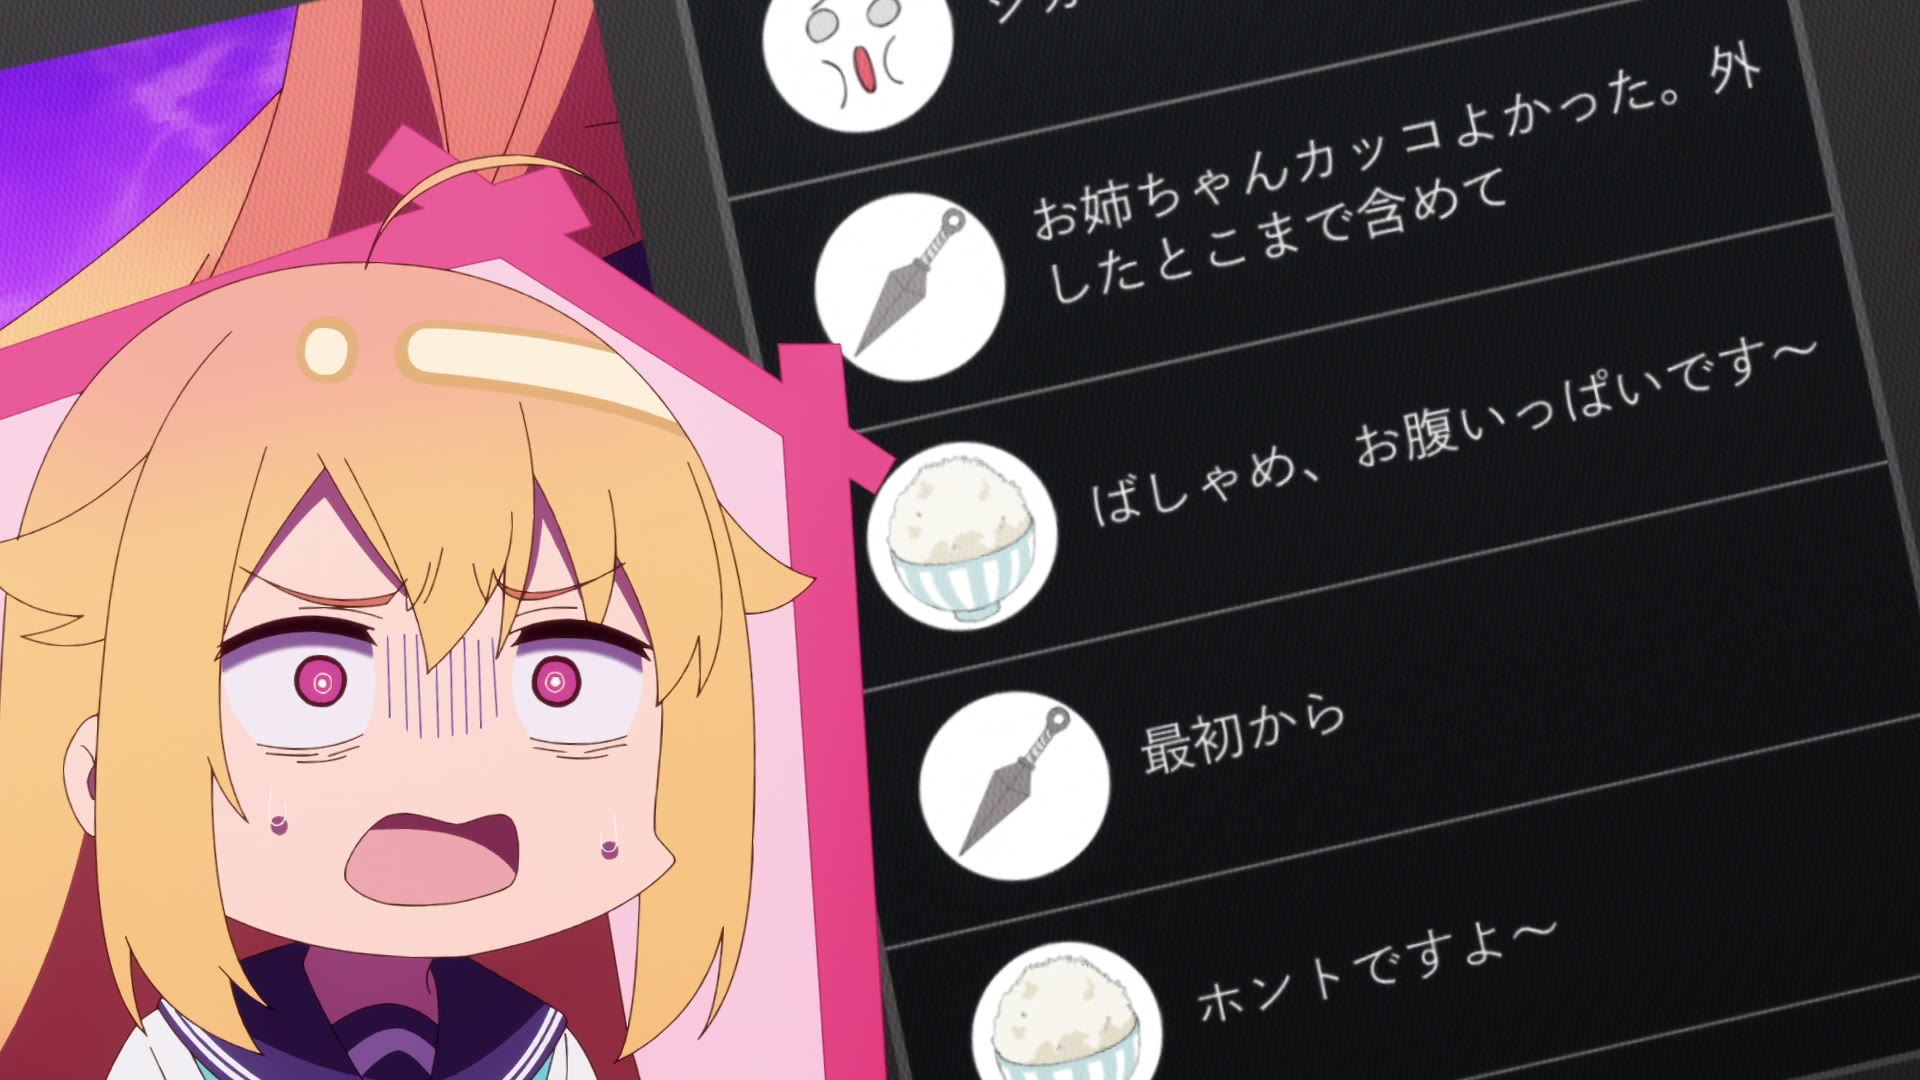 お姉ちゃんカッコよかった。外
したとこまで含めて
ばしゃめ、お腹いっぱいです～
最初から
ホントですよ～